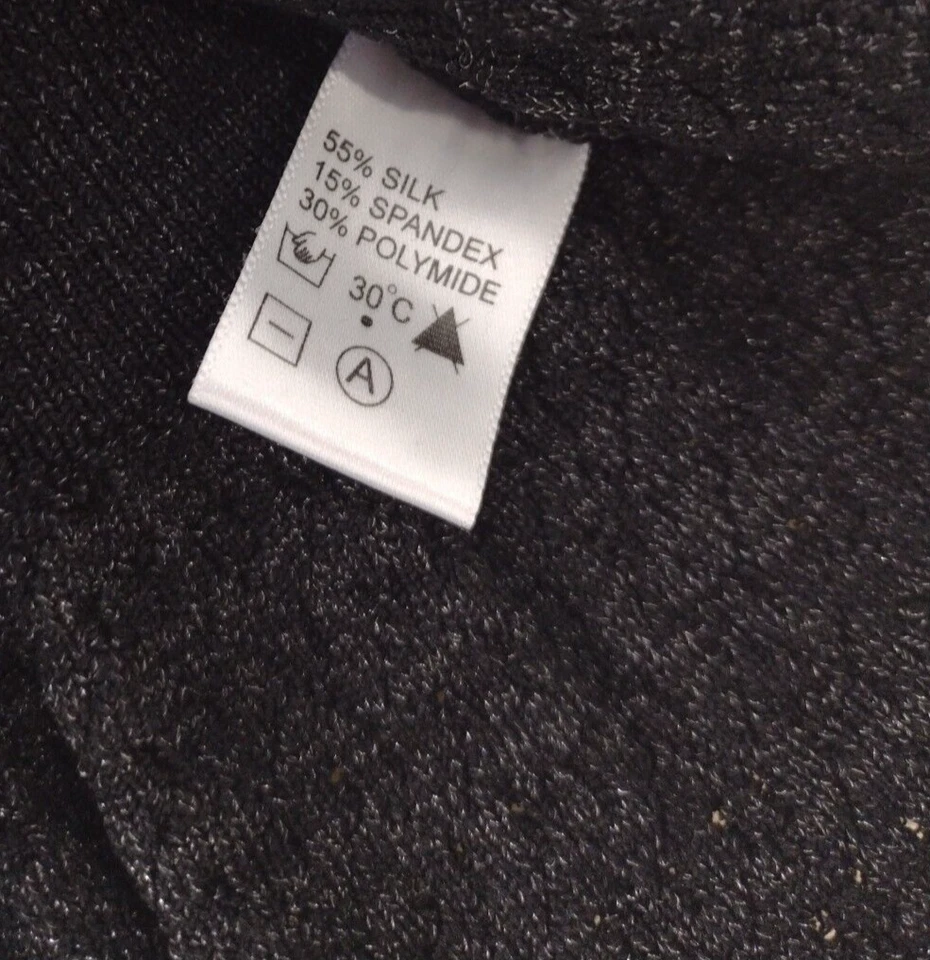 55% SILK
15% SPANDEX
30% POLYMIDE
30°C
A